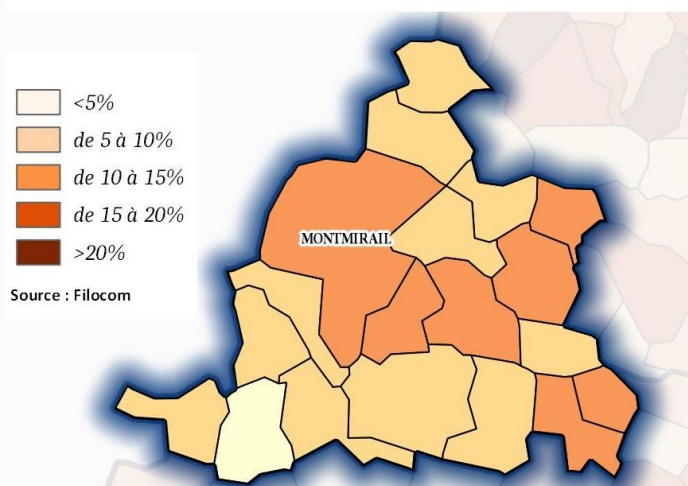 <5%
de 5 à 10%
de 10 à 15%
de 15 à 20%
>20%
Source : Filocom
MONTMIRAIL